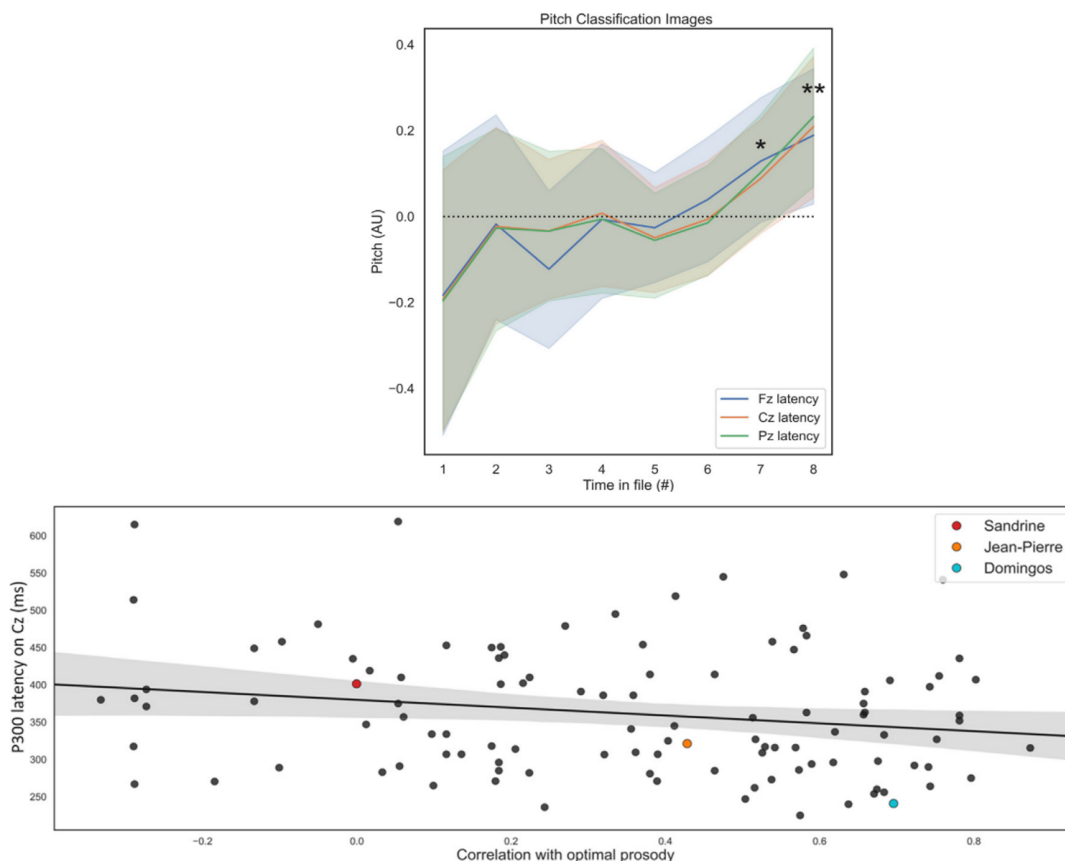 Pitch Classification Images
0.4
0.2
0.0
−0.2
−0.4
Pitch (AU)
*
**
Fz latency
Cz latency
Pz latency
1 2 3 4 5 6 7 8
Time in file (#)
600
550
500
450
400
350
300
250
P300 latency on Cz (ms)
Sandrine
Jean-Pierre
Domingos
−0.2 0.0 0.2 0.4 0.6 0.8
Correlation with optimal prosody